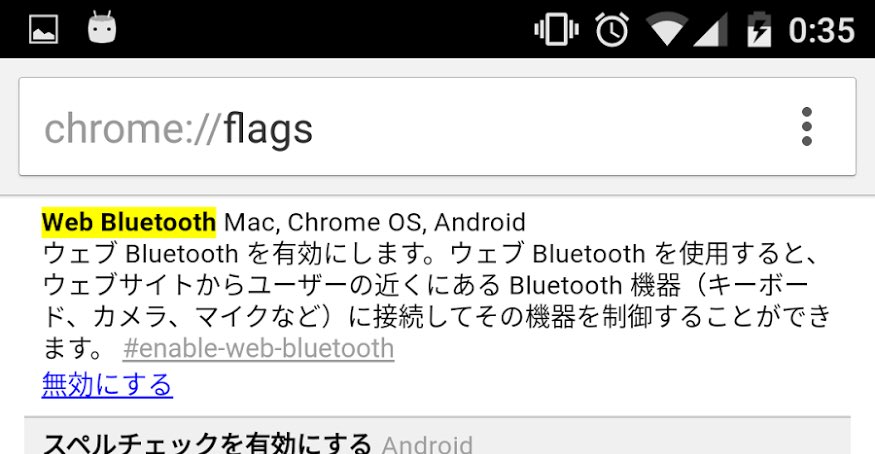 0:35
chrome://flags
Web Bluetooth Mac, Chrome OS, Android
ウェブ Bluetooth を有効にします。ウェブ Bluetooth を使用すると、
ウェブサイトからユーザーの近くにある Bluetooth 機器（キーボー
ド、カメラ、マイクなど）に接続してその機器を制御することができ
ます。 #enable-web-bluetooth
無効にする
スペルチェックを有効にする Android